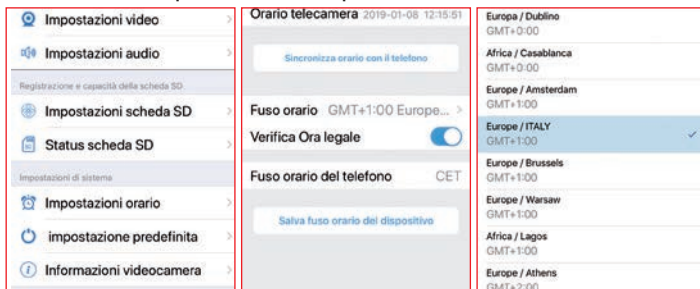 Impostazioni video
Impostazioni audio
Registrazione e capacità della scheda SD
Impostazioni scheda SD
Status scheda SD
Impostazioni di sistema
Impostazioni orario
impostazione predefinita
Informazioni videocamera
Orario telecamera 2019-01-08 12:15:51
Sincronizza orario con il telefono
Fuso orario GMT+1:00 Europe... >
Verifica Ora legale
Fuso orario del telefono CET
Salva fuso orario del dispositivo
Europa / Dublino
GMT+0:00
Africa / Casablanca
GMT+0:00
Europe / Amsterdam
GMT+1:00
Europe / ITALY
GMT+1:00
Europe / Brussels
GMT+1:00
Europe / Warsaw
GMT+1:00
Africa / Lagos
GMT+1:00
Europe / Athens
GMT+2:00